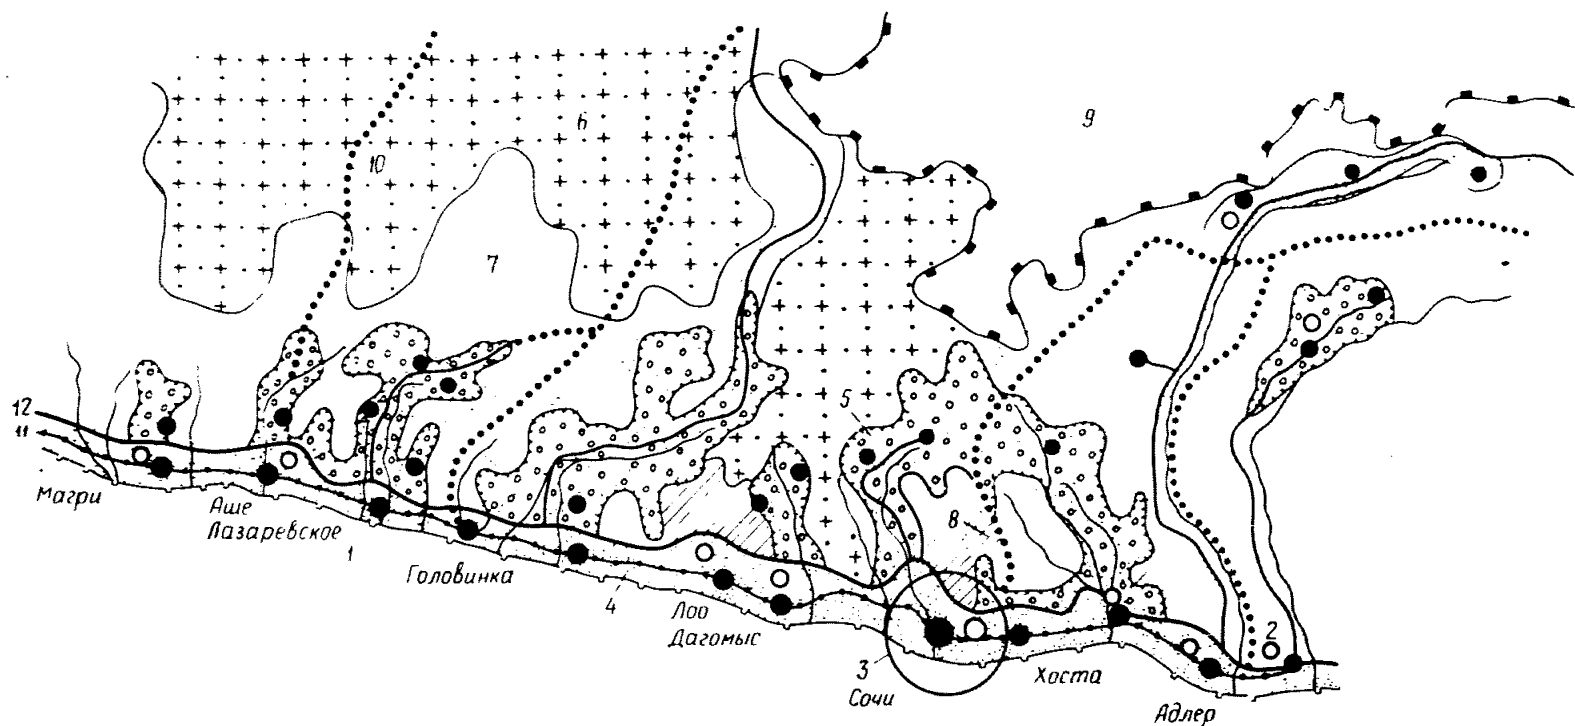 6
9
10
7
5
12
11
8
Магри
Аше
Лазаревское
1
Головинка
4
Лоо
Дагомыс
3
Сочи
Хоста
2
Адлер